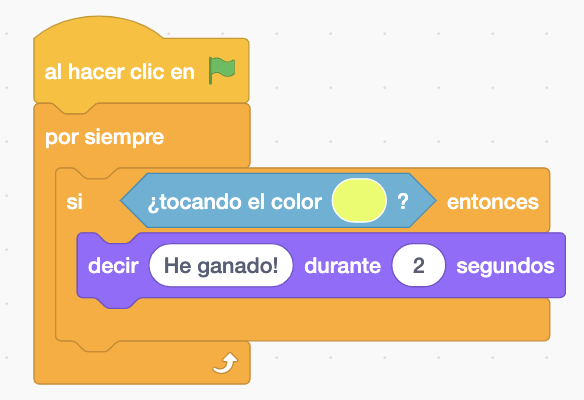 al hacer clic en
por siempre
si ¿tocando el color ? entonces
decir He ganado! durante 2 segundos